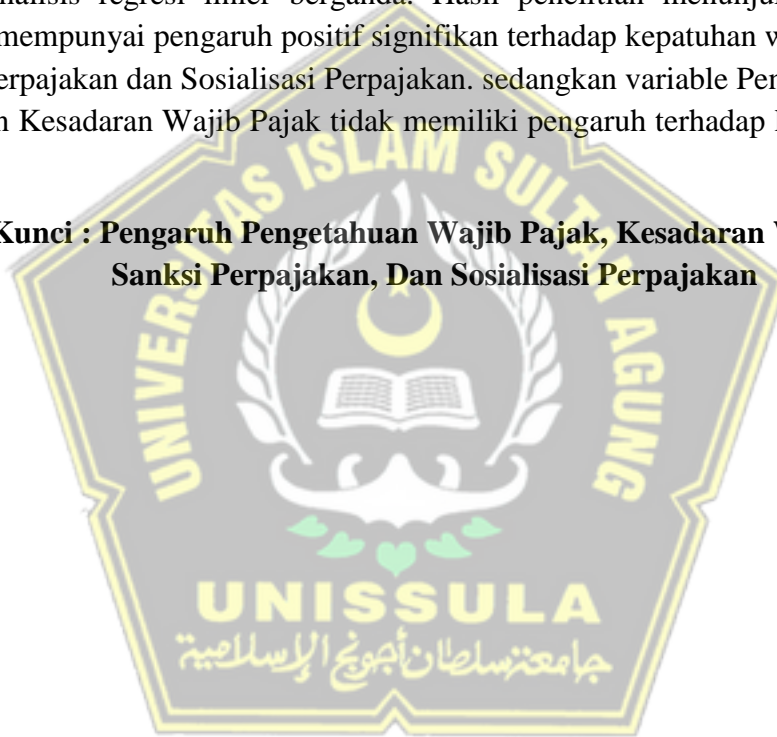 analisis regresi linier berganda. Hasil penelitian menunjuk
mempunyai pengaruh positif signifikan terhadap kepatuhan w
erpajakan dan Sosialisasi Perpajakan. sedangkan variable Pen
n Kesadaran Wajib Pajak tidak memiliki pengaruh terhadap
Kunci : Pengaruh Pengetahuan Wajib Pajak, Kesadaran W
Sanksi Perpajakan, Dan Sosialisasi Perpajakan
UNIVERSITAS ISLAM SULTAN AGUNG
UNISSULA
جامعة سلطان أجونج الإسلامية